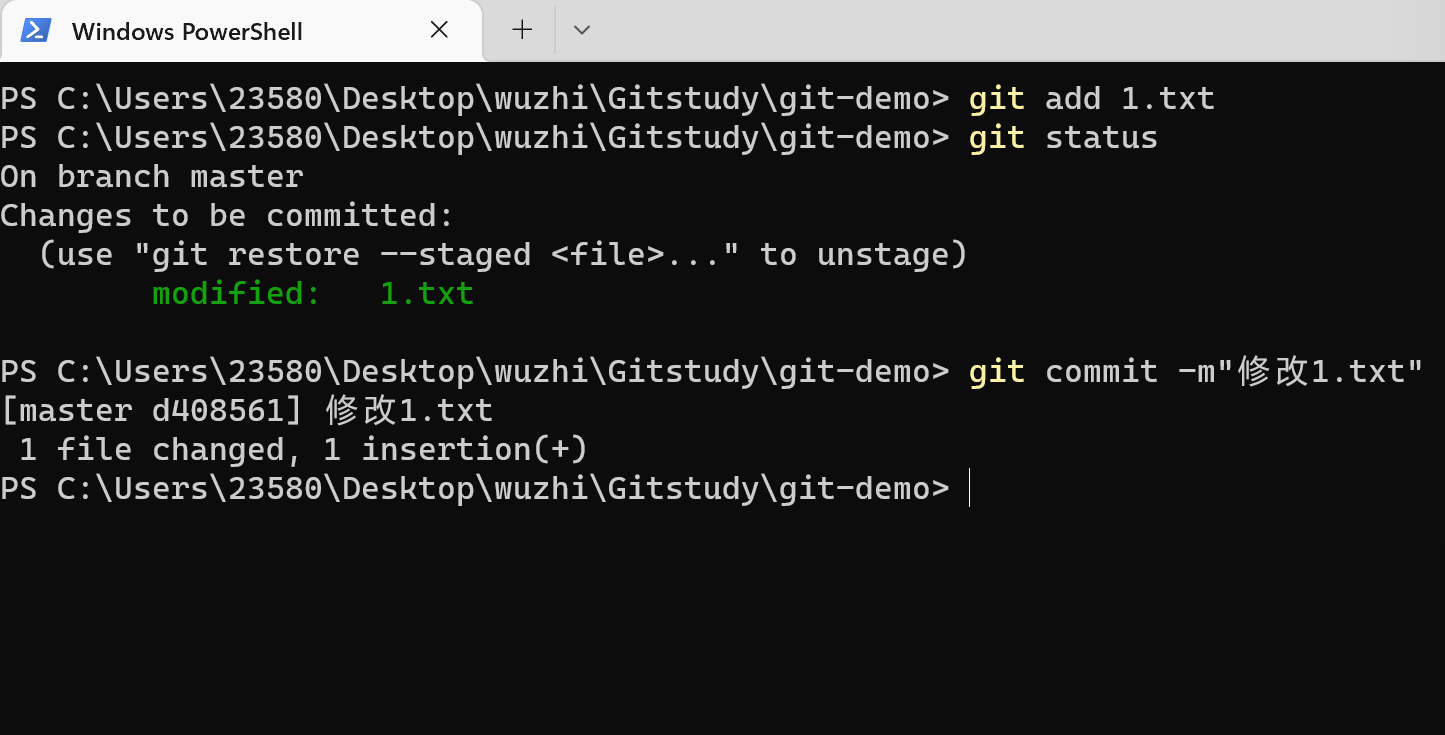 Windows PowerShell
PS C:\Users\23580\Desktop\wuzhi\Gitstudy\git-demo> git add 1.txt
PS C:\Users\23580\Desktop\wuzhi\Gitstudy\git-demo> git status
On branch master
Changes to be committed:
  (use "git restore --staged <file>..." to unstage)
        modified:   1.txt

PS C:\Users\23580\Desktop\wuzhi\Gitstudy\git-demo> git commit -m"修改1.txt"
[master d408561] 修改1.txt
 1 file changed, 1 insertion(+)
PS C:\Users\23580\Desktop\wuzhi\Gitstudy\git-demo>